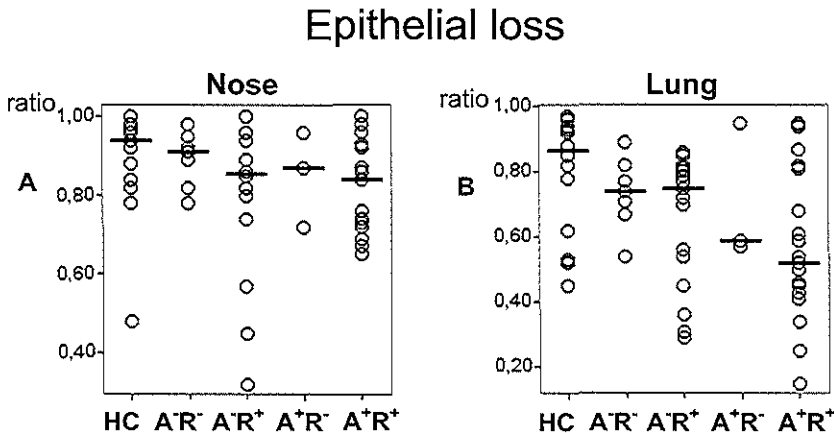 Epithelial loss
Nose
ratio
1,00
A
0,80
0,60
0,40
HC A⁻R⁻ A⁻R⁺ A⁺R⁻ A⁺R⁺
Lung
ratio
1,00
0,80
B
0,60
0,40
0,20
HC A⁻R⁻ A⁻R⁺ A⁺R⁻ A⁺R⁺